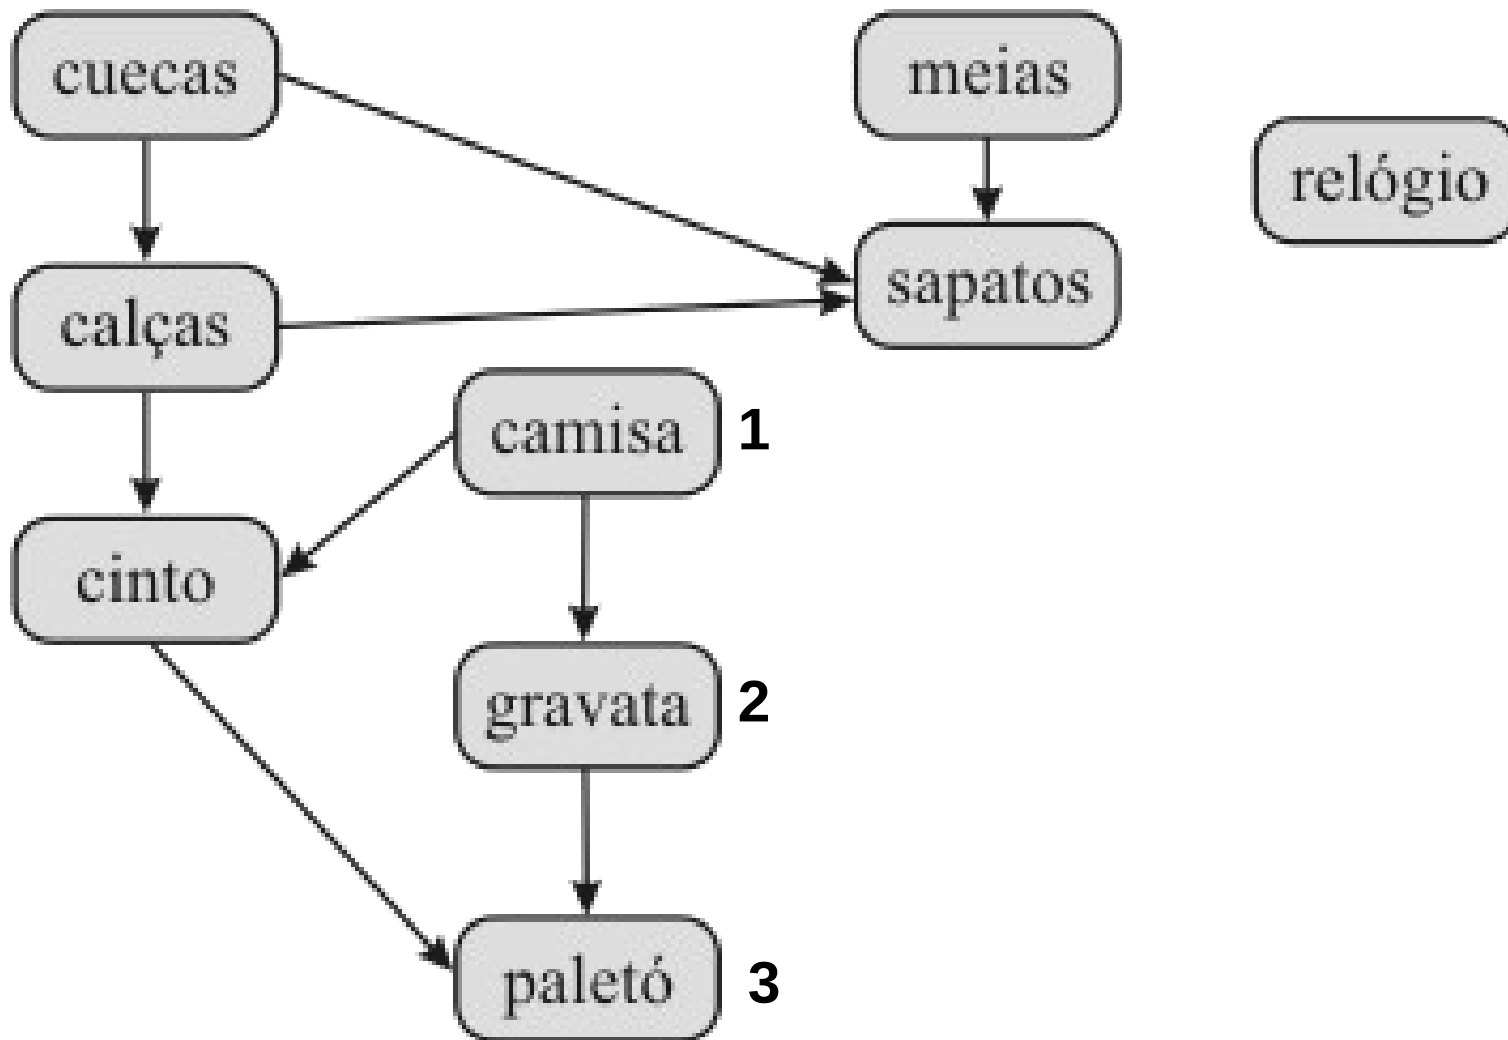 cuecas
meias
relógio
calças
sapatos
camisa 1
cinto
gravata 2
paletó 3